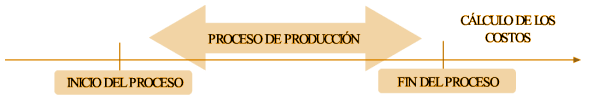 CÁLCULO DE LOS
COSTOS
PROCESO DE PRODUCCIÓN
INICIO DEL PROCESO
FIN DEL PROCESO